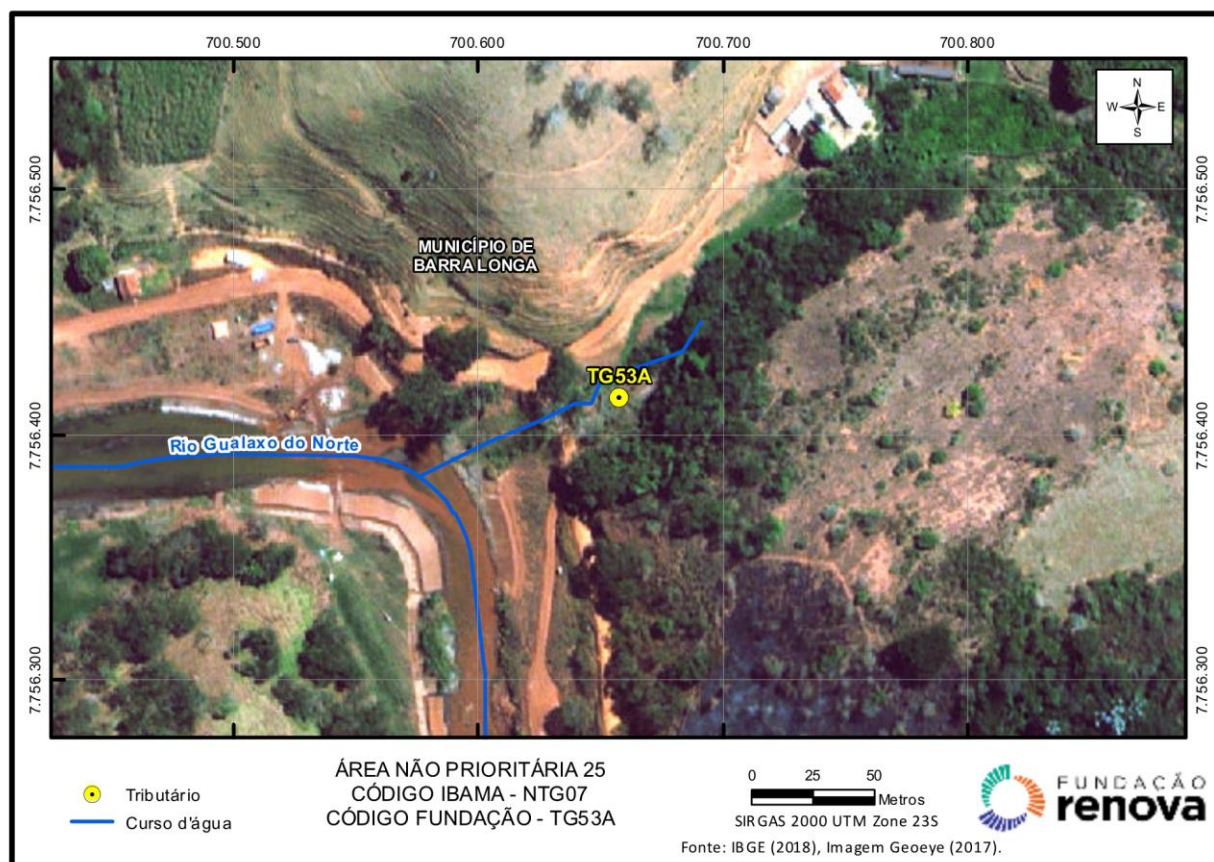 700.500 700.600 700.700 700.800
N
W E
S
7.756.500 7.756.500
MUNICÍPIO DE
BARRA LONGA
TG53A
7.756.400 7.756.400
Rio Gualaxo do Norte
7.756.300 7.756.300
Tributário
Curso d'água
ÁREA NÃO PRIORITÁRIA 25
CÓDIGO IBAMA - NTG07
CÓDIGO FUNDAÇÃO - TG53A
0 25 50
Metros
SIRGAS 2000 UTM Zone 23S
Fonte: IBGE (2018), Imagem Geoeye (2017).
FUNDAÇÃO
renova